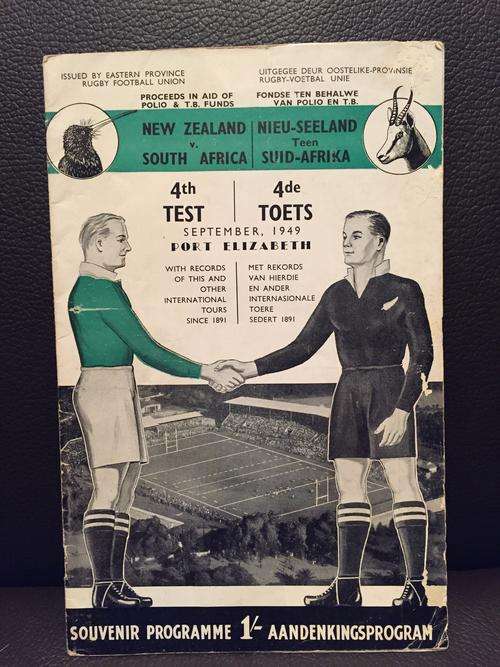 ISSUED BY EASTERN PROVINCE
RUGBY FOOTBALL UNION
UITGEGEE DEUR OOSTELIKE-PROVINSIE
RUGBY-VOETBAL UNIE
PROCEEDS IN AID OF
POLIO & T.B. FUNDS
FONDSE TEN BEHALWE
VAN POLIO EN T.B.
NEW ZEALAND
v.
SOUTH AFRICA
NIEU-SEELAND
Teen
SUID-AFRIKA
4th
TEST
4de
TOETS
SEPTEMBER, 1949
PORT ELIZABETH
WITH RECORDS
OF THIS AND
OTHER
INTERNATIONAL
TOURS
SINCE 1891
MET REKORDS
VAN HIERDIE
EN ANDER
INTERNASIONALE
TOERE
SEDERT 1891
SOUVENIR PROGRAMME 1/- AANDENKINGSPROGRAM